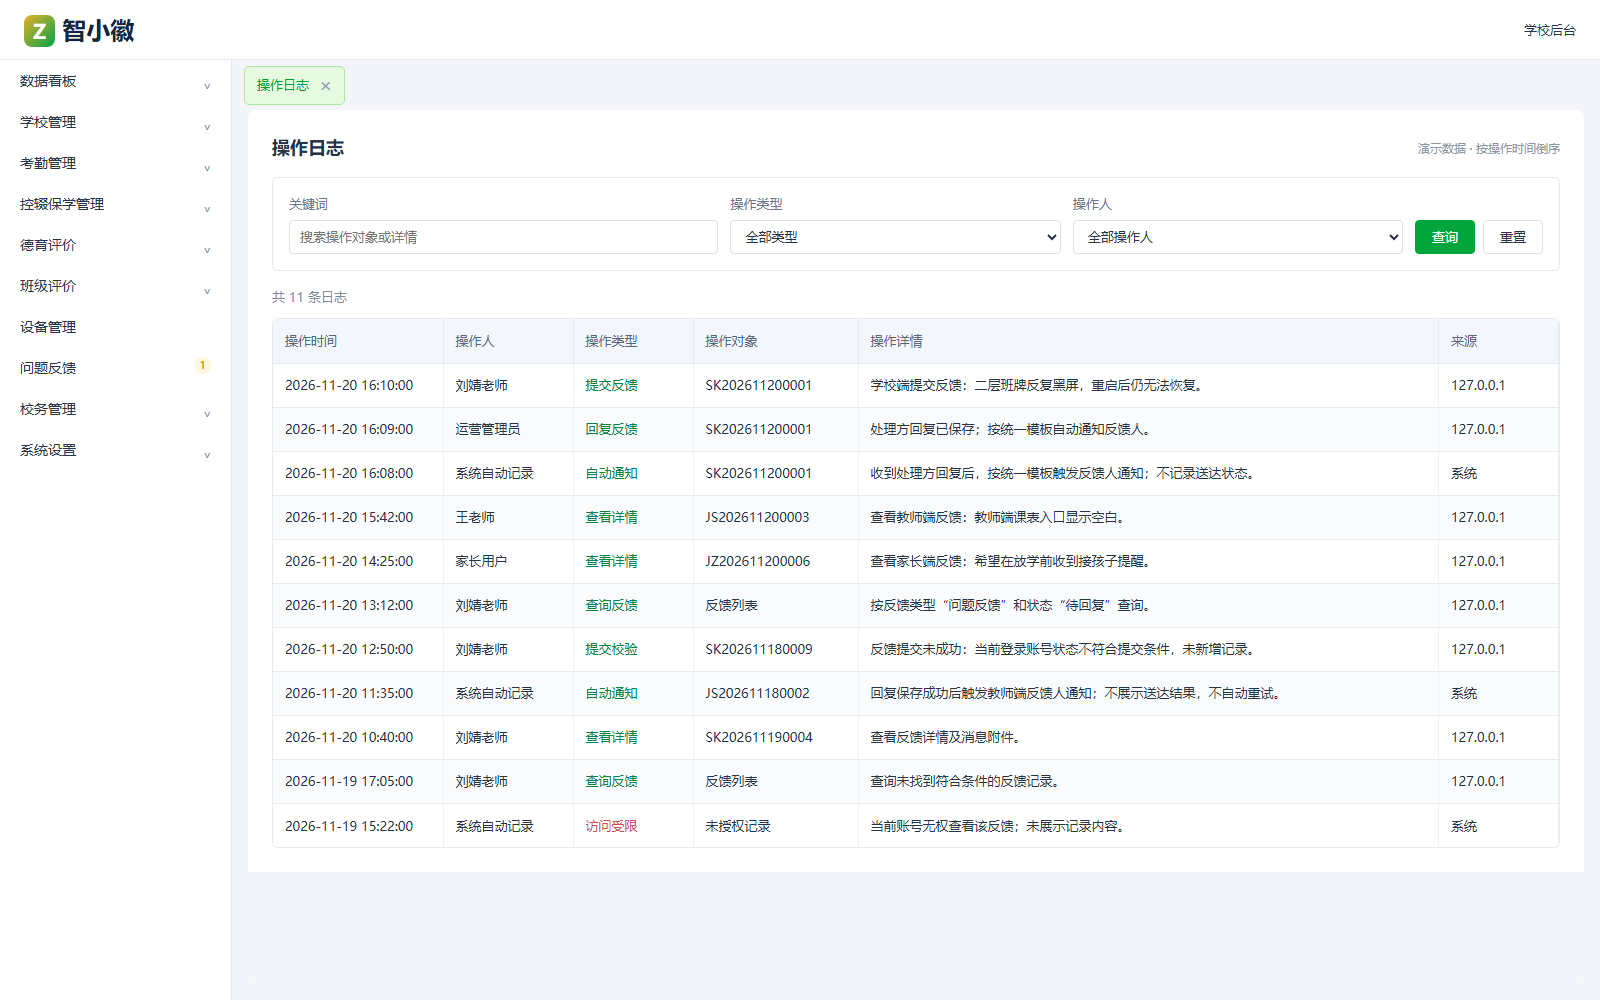 Z 智小徽 学校后台
数据看板
学校管理
考勤管理
控辍保学管理
德育评价
班级评价
设备管理
问题反馈 1
校务管理
系统设置
操作日志 ×
操作日志 演示数据 · 按操作时间倒序
关键词 操作类型 操作人
搜索操作对象或详情 全部类型 全部操作人 查询 重置
共 11 条日志
操作时间 操作人 操作类型 操作对象 操作详情 来源
2026-11-20 16:10:00 刘婧老师 提交反馈 SK202611200001 学校端提交反馈：二层班牌反复黑屏，重启后仍无法恢复。 127.0.0.1
2026-11-20 16:09:00 运营管理员 回复反馈 SK202611200001 处理方回复已保存；按统一模板自动通知反馈人。 127.0.0.1
2026-11-20 16:08:00 系统自动记录 自动通知 SK202611200001 收到处理方回复后，按统一模板触发反馈人通知；不记录送达状态。 系统
2026-11-20 15:42:00 王老师 查看详情 JS202611200003 查看教师端反馈：教师端课表入口显示空白。 127.0.0.1
2026-11-20 14:25:00 家长用户 查看详情 JZ202611200006 查看家长端反馈：希望在放学前收到接孩子提醒。 127.0.0.1
2026-11-20 13:12:00 刘婧老师 查询反馈 反馈列表 按反馈类型“问题反馈”和状态“待回复”查询。 127.0.0.1
2026-11-20 12:50:00 刘婧老师 提交校验 SK202611180009 反馈提交未成功：当前登录账号状态不符合提交条件，未新增记录。 127.0.0.1
2026-11-20 11:35:00 系统自动记录 自动通知 JS202611180002 回复保存成功后触发教师端反馈人通知；不展示送达结果，不自动重试。 系统
2026-11-20 10:40:00 刘婧老师 查看详情 SK202611190004 查看反馈详情及消息附件。 127.0.0.1
2026-11-19 17:05:00 刘婧老师 查询反馈 反馈列表 查询未找到符合条件的反馈记录。 127.0.0.1
2026-11-19 15:22:00 系统自动记录 访问受限 未授权记录 当前账号无权查看该反馈；未展示记录内容。 系统